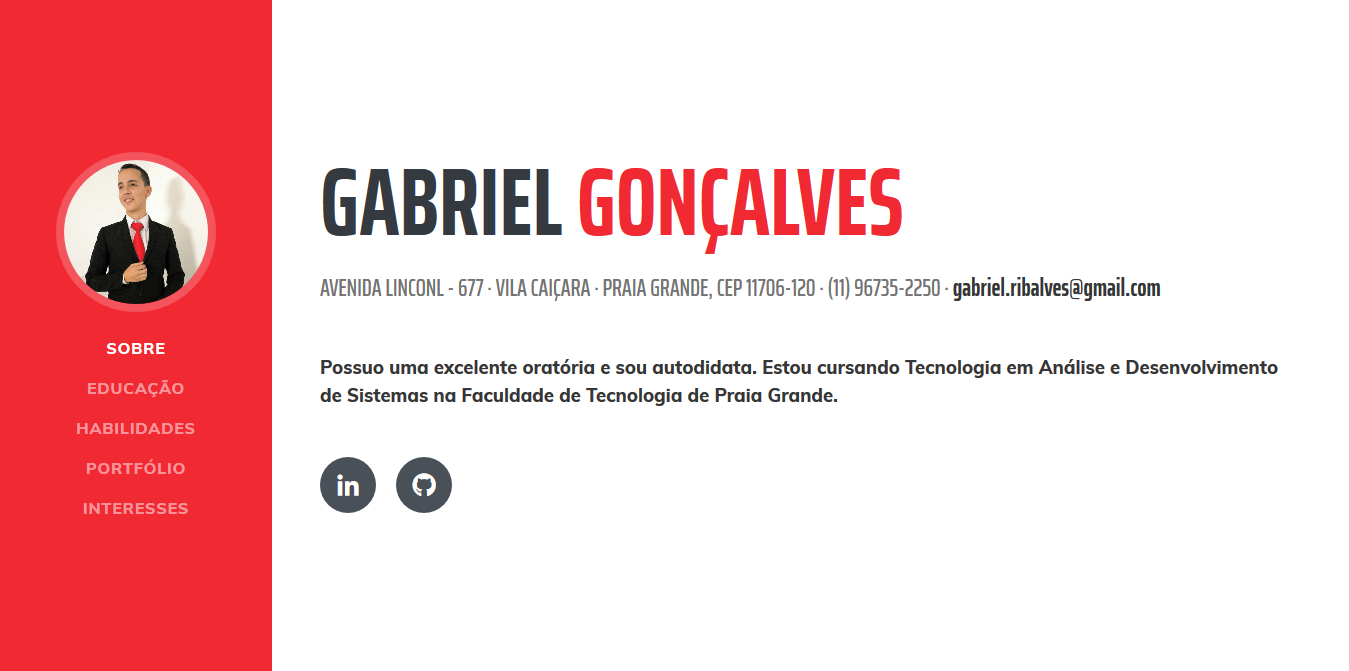 SOBRE
EDUCAÇÃO
HABILIDADES
PORTFÓLIO
INTERESSES
GABRIEL GONÇALVES
AVENIDA LINCONL - 677 · VILA CAIÇARA · PRAIA GRANDE, CEP 11706-120 · (11) 96735-2250 · gabriel.ribalves@gmail.com
Possuo uma excelente oratória e sou autodidata. Estou cursando Tecnologia em Análise e Desenvolvimento
de Sistemas na Faculdade de Tecnologia de Praia Grande.
in